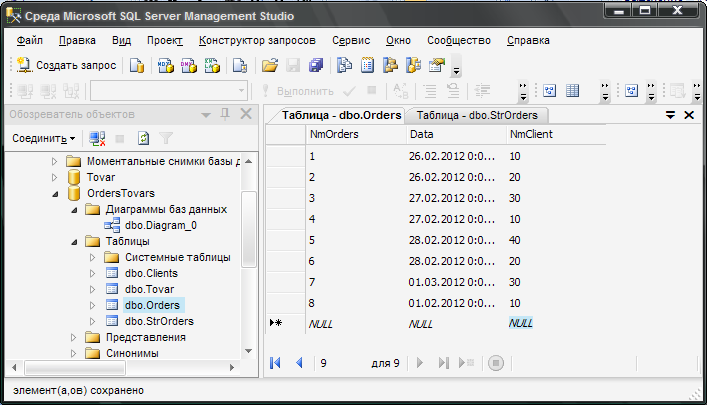 Среда Microsoft SQL Server Management Studio
Файл Правка Вид Проект Конструктор запросов Сервис Окно Сообщество Справка
Создать запрос
Выполнить
Обозреватель объектов
Соединить
Моментальные снимки базы д
Tovar
OrdersTovars
Диаграммы баз данных
dbo.Diagram_0
Таблицы
Системные таблицы
dbo.Clients
dbo.Tovar
dbo.Orders
dbo.StrOrders
Представления
Синонимы
Таблица - dbo.Orders Таблица - dbo.StrOrders
NmOrders Data NmClient
1 26.02.2012 0:0... 10
2 26.02.2012 0:0... 20
3 27.02.2012 0:0... 30
4 27.02.2012 0:0... 10
5 28.02.2012 0:0... 40
6 28.02.2012 0:0... 20
7 01.03.2012 0:0... 30
8 01.02.2012 0:0... 10
NULL NULL NULL
9 для 9
элемент(а,ов) сохранено